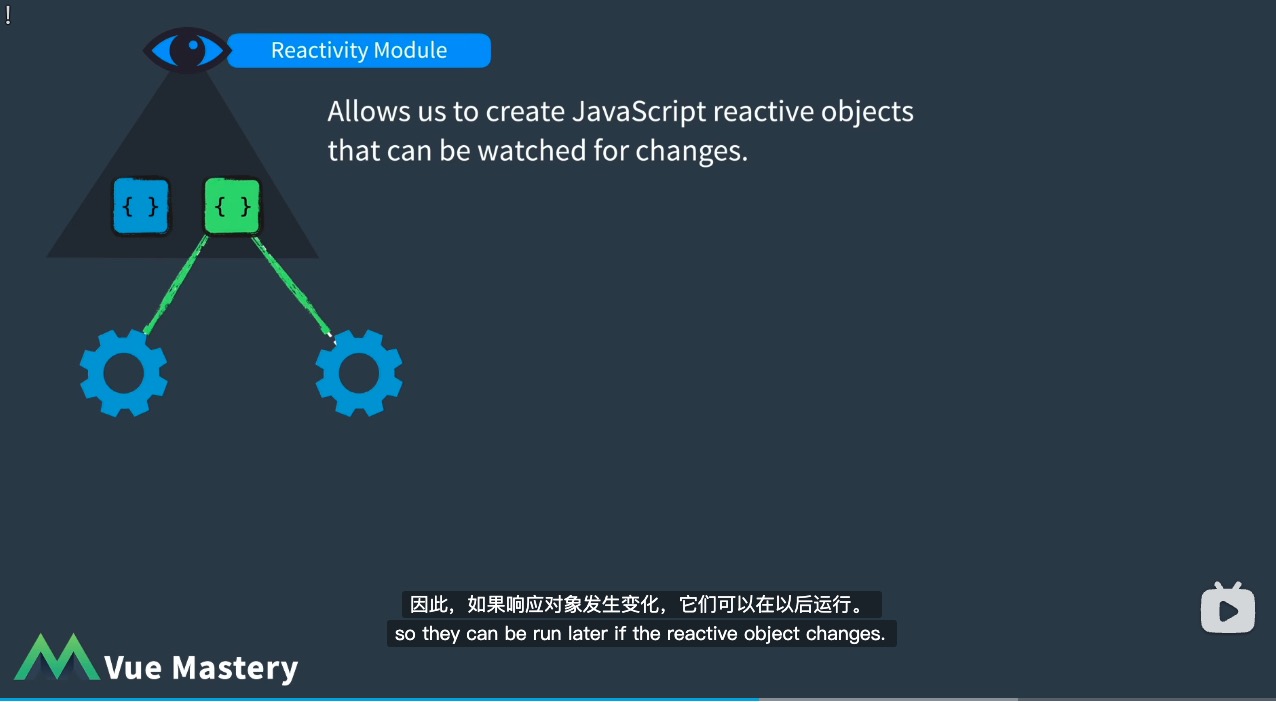 !
Reactivity Module
Allows us to create JavaScript reactive objects
that can be watched for changes.
{ } { }
因此，如果响应对象发生变化，它们可以在以后运行。
so they can be run later if the reactive object changes.
Vue Mastery